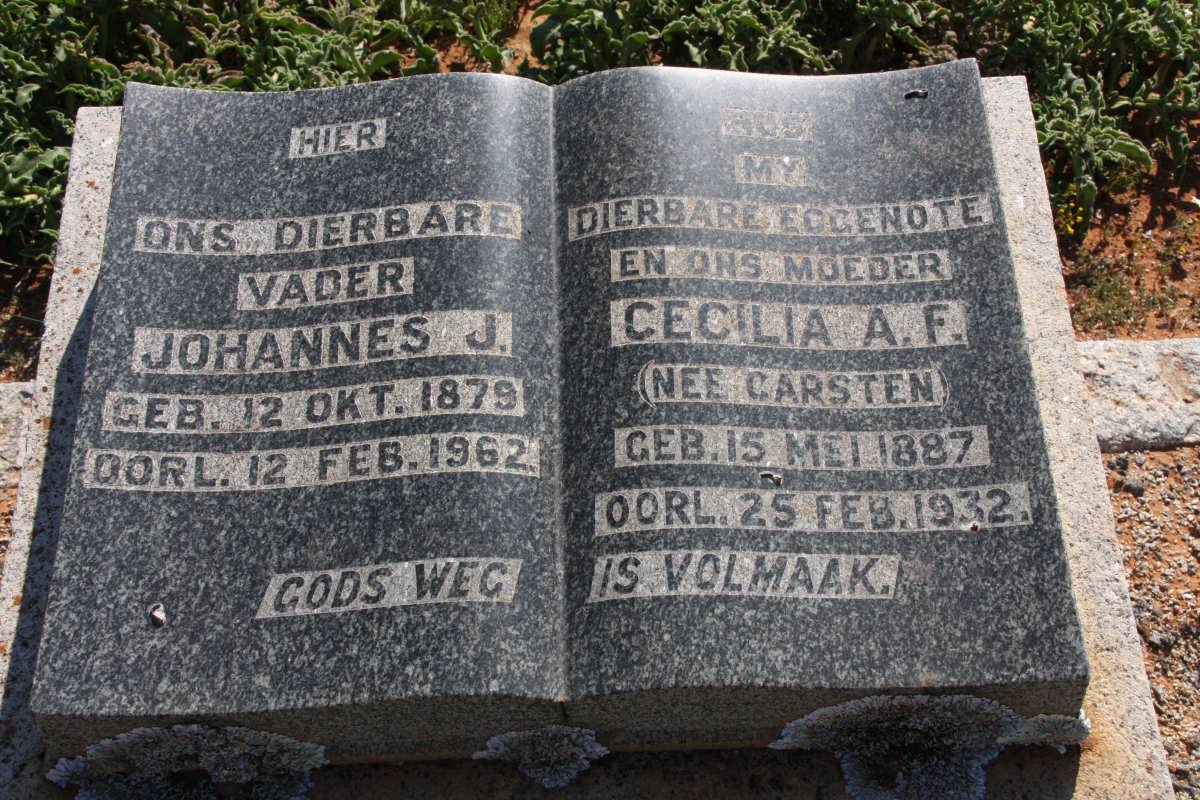 HIER
ONS DIERBARE
VADER
JOHANNES J.
GEB. 12 OKT. 1879
OORL. 12 FEB. 1962.
GODS WEG
RUS
MY
DIERBARE EGGENOTE
EN ONS MOEDER
CECILIA A. F.
(NEE CARSTEN)
GEB. 15 MEI 1887
OORL. 25 FEB. 1932.
IS VOLMAAK.